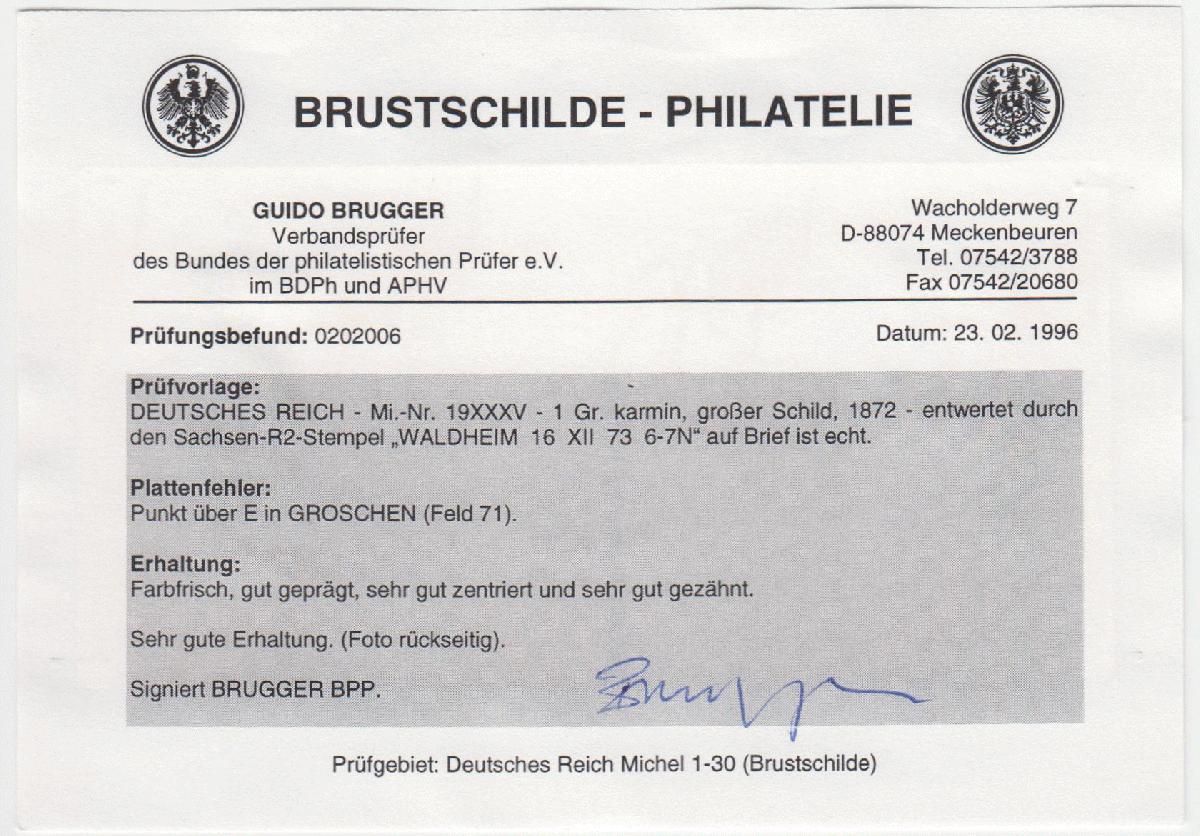 BRUSTSCHILDE - PHILATELIE
GUIDO BRUGGER
Verbandsprüfer
des Bundes der philatelistischen Prüfer e.V.
im BDPh und APHV
Wacholderweg 7
D-88074 Meckenbeuren
Tel. 07542/3788
Fax 07542/20680
Prüfungsbefund: 0202006
Datum: 23. 02. 1996
Prüfvorlage:
DEUTSCHES REICH - Mi.-Nr. 19XXXV - 1 Gr. karmin, großer Schild, 1872 - entwertet durch
den Sachsen-R2-Stempel „WALDHEIM 16 XII 73 6-7N“ auf Brief ist echt.
Plattenfehler:
Punkt über E in GROSCHEN (Feld 71).
Erhaltung:
Farbfrisch, gut geprägt, sehr gut zentriert und sehr gut gezähnt.
Sehr gute Erhaltung. (Foto rückseitig).
Signiert BRUGGER BPP.
Brugger
Prüfgebiet: Deutsches Reich Michel 1-30 (Brustschilde)